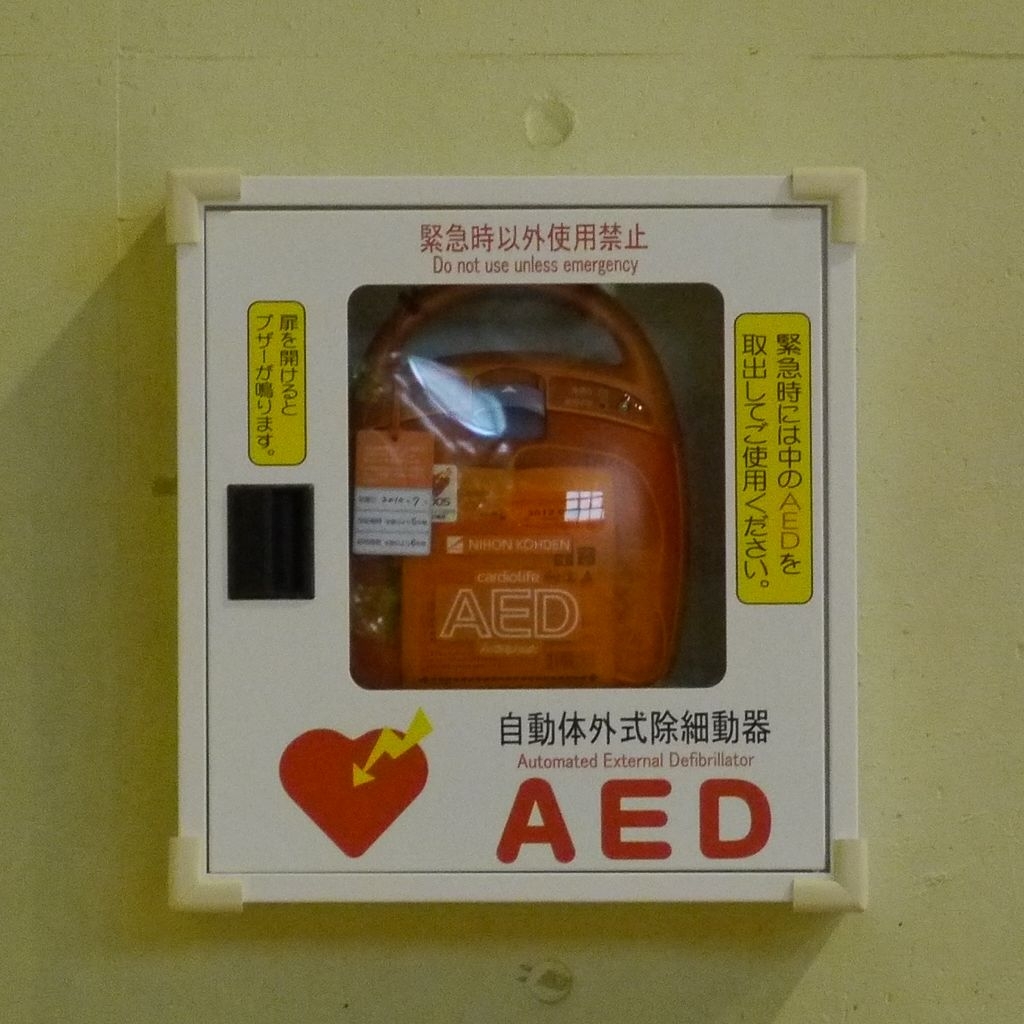 緊急時以外使用禁止
Do not use unless emergency
扉を開けると
ブザーが鳴ります。
緊急時には中のAEDを
取出してご使用ください。
NIHON KOHDEN
cardiolife
AED
自動体外式除細動器
Automated External Defibrillator
AED